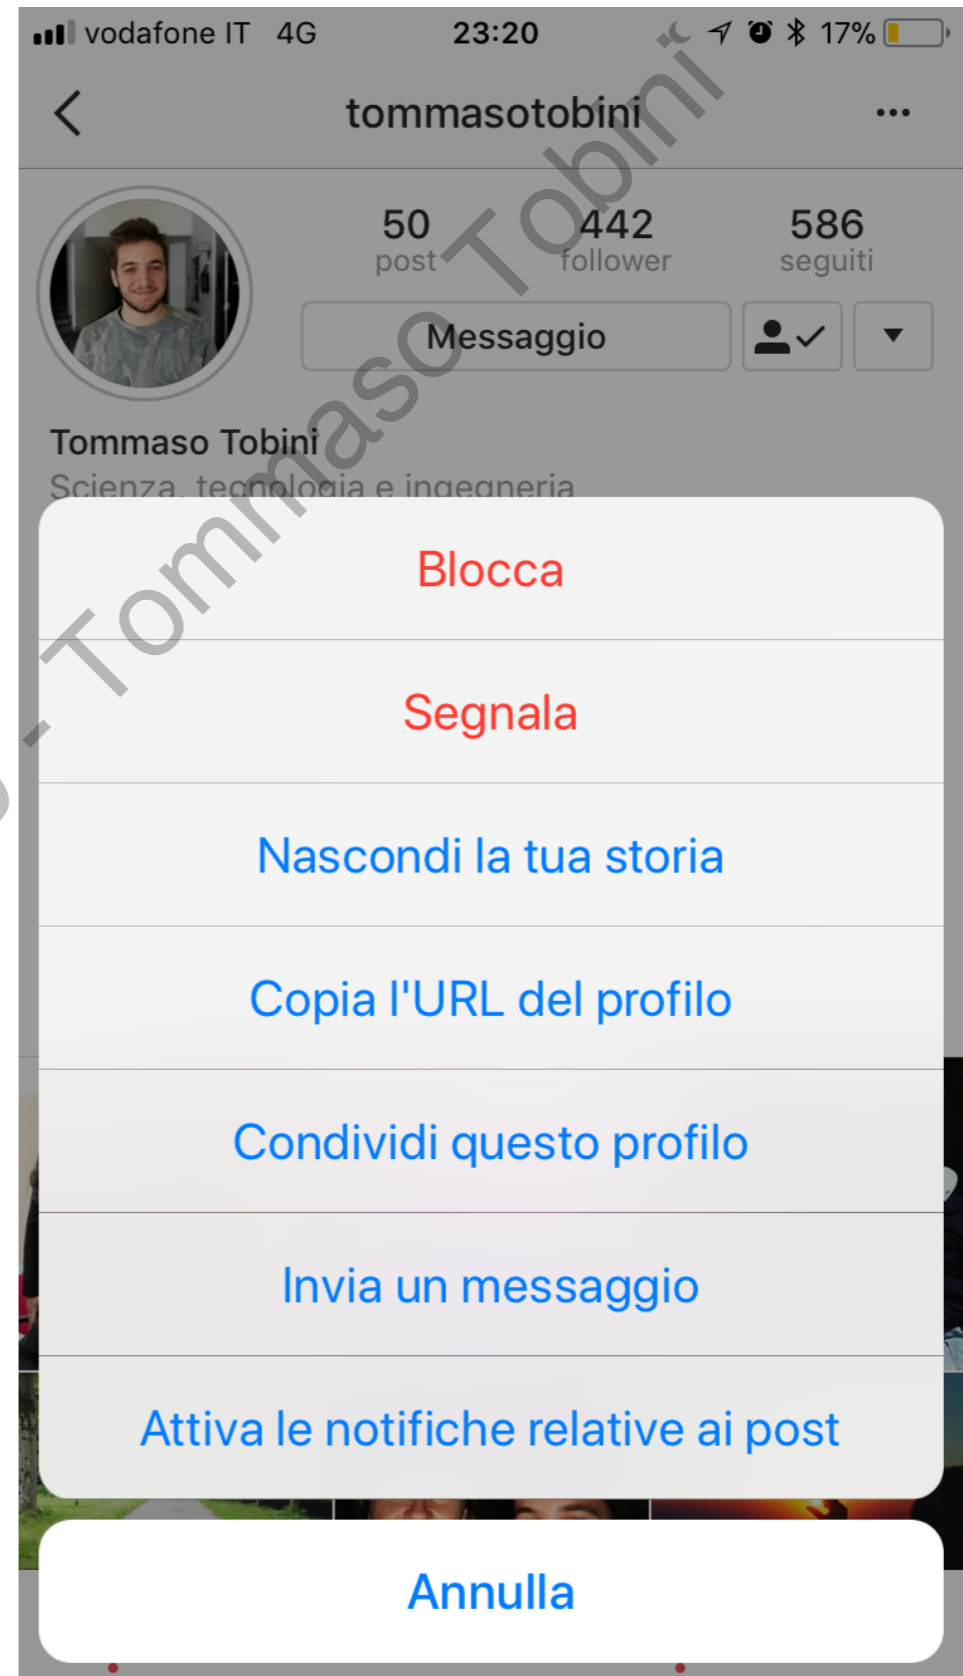 vodafone IT 4G 23:20 17%
tommasotobini
50 442 586
post follower seguiti
Messaggio
Tommaso Tobini
Scienza, tecnologia e ingegneria
Blocca
Segnala
Nascondi la tua storia
Copia l'URL del profilo
Condividi questo profilo
Invia un messaggio
Attiva le notifiche relative ai post
Annulla
- Tommaso Tobini -